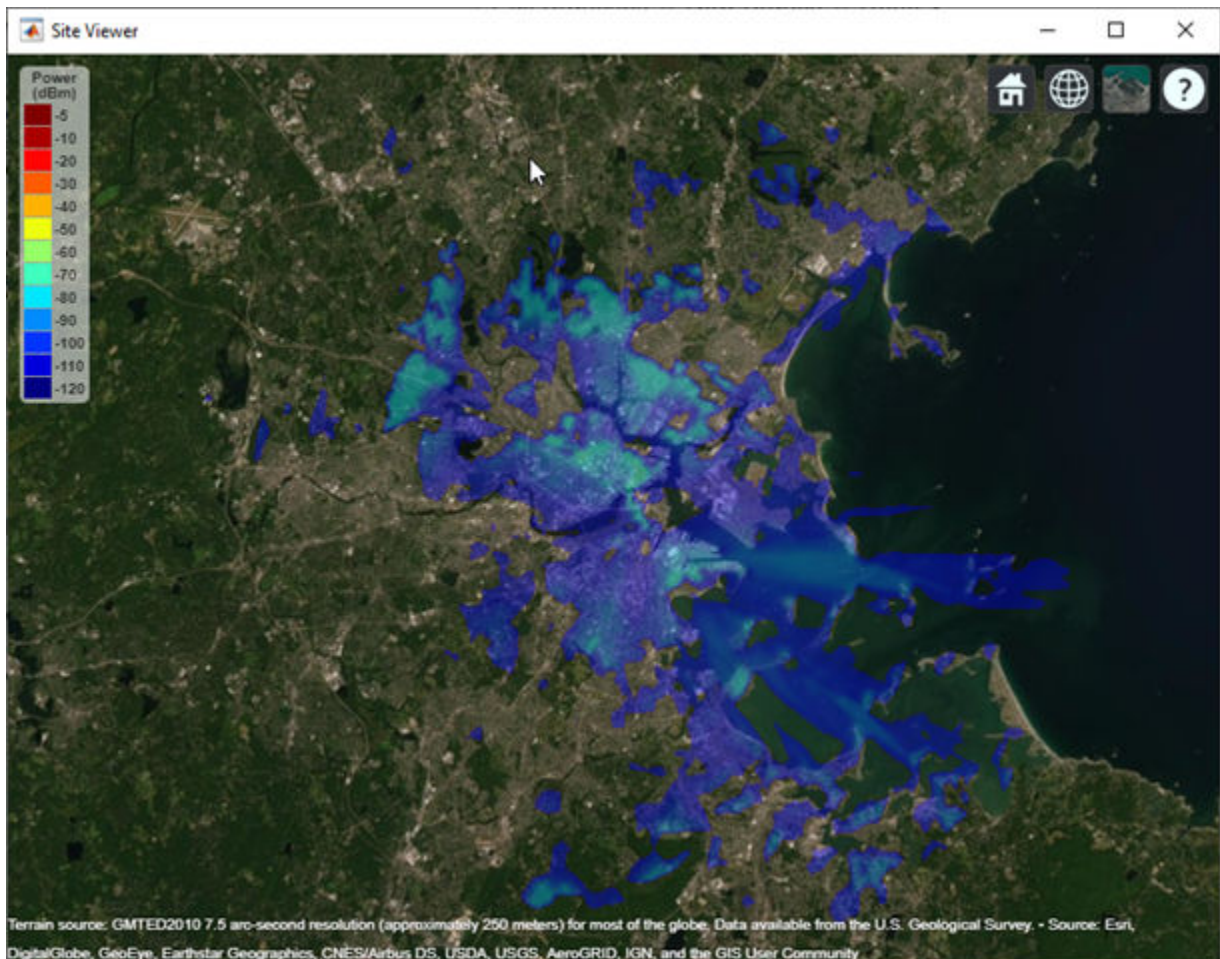 Site Viewer
Power
(dBm)
-5
-10
-20
-30
-40
-50
-60
-70
-80
-90
-100
-110
-120
?
Terrain source: GMTED2010 7.5 arc-second resolution (approximately 250 meters) for most of the globe. Data available from the U.S. Geological Survey. • Source: Esri,
DigitalGlobe, GeoEye, Earthstar Geographics, CNES/Airbus DS, USDA, USGS, AeroGRID, IGN, and the GIS User Community